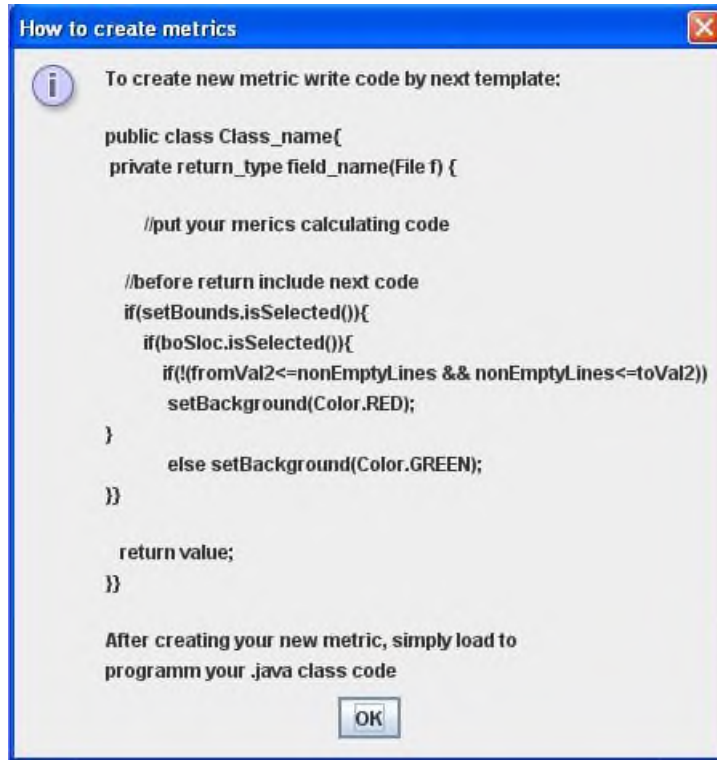 How to create metrics
To create new metric write code by next template:
public class Class_name{
private return_type field_name(File f) {
//put your merics calculating code
//before return include next code
if(setBounds.isSelected()){
if(boSloc.isSelected()){
if(!(fromVal2<=nonEmptyLines && nonEmptyLines<=toVal2))
setBackground(Color.RED);
}
else setBackground(Color.GREEN);
}}
return value;
}}
After creating your new metric, simply load to
programm your .java class code
OK